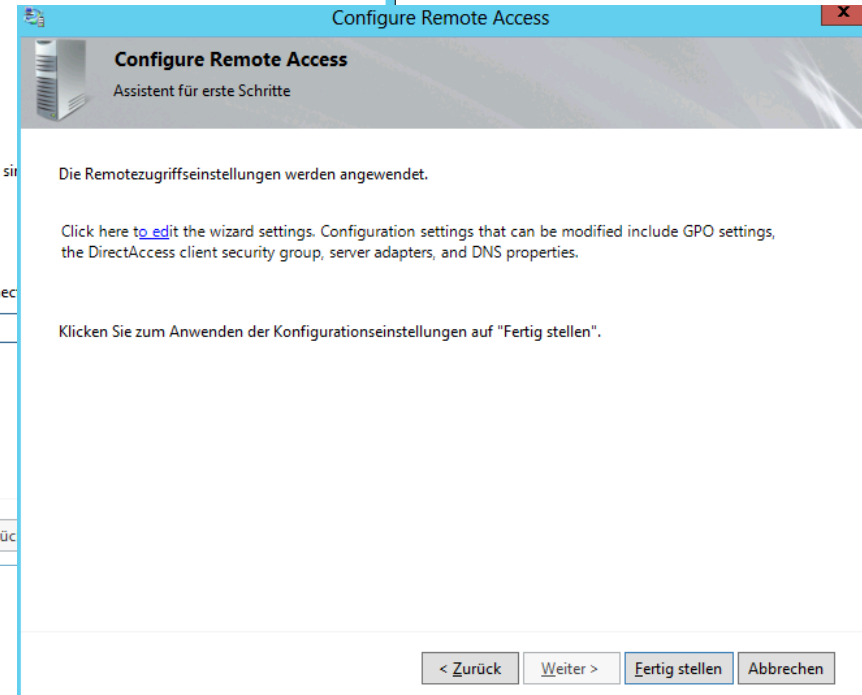 Configure Remote Access
x
Configure Remote Access
Assistent für erste Schritte
Die Remotezugriffseinstellungen werden angewendet.
Click here to edit the wizard settings. Configuration settings that can be modified include GPO settings,
the DirectAccess client security group, server adapters, and DNS properties.
Klicken Sie zum Anwenden der Konfigurationseinstellungen auf "Fertig stellen".
< Zurück Weiter > Fertig stellen Abbrechen